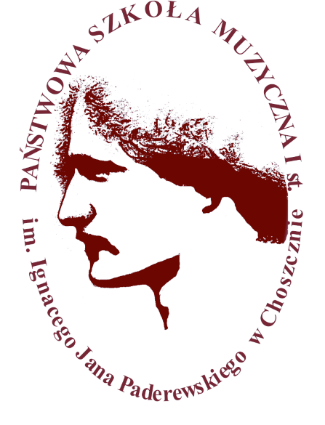 PAŃSTWOWA SZKOŁA MUZYCZNA I st.
im. Ignacego Jana Paderewskiego w Choszcznie